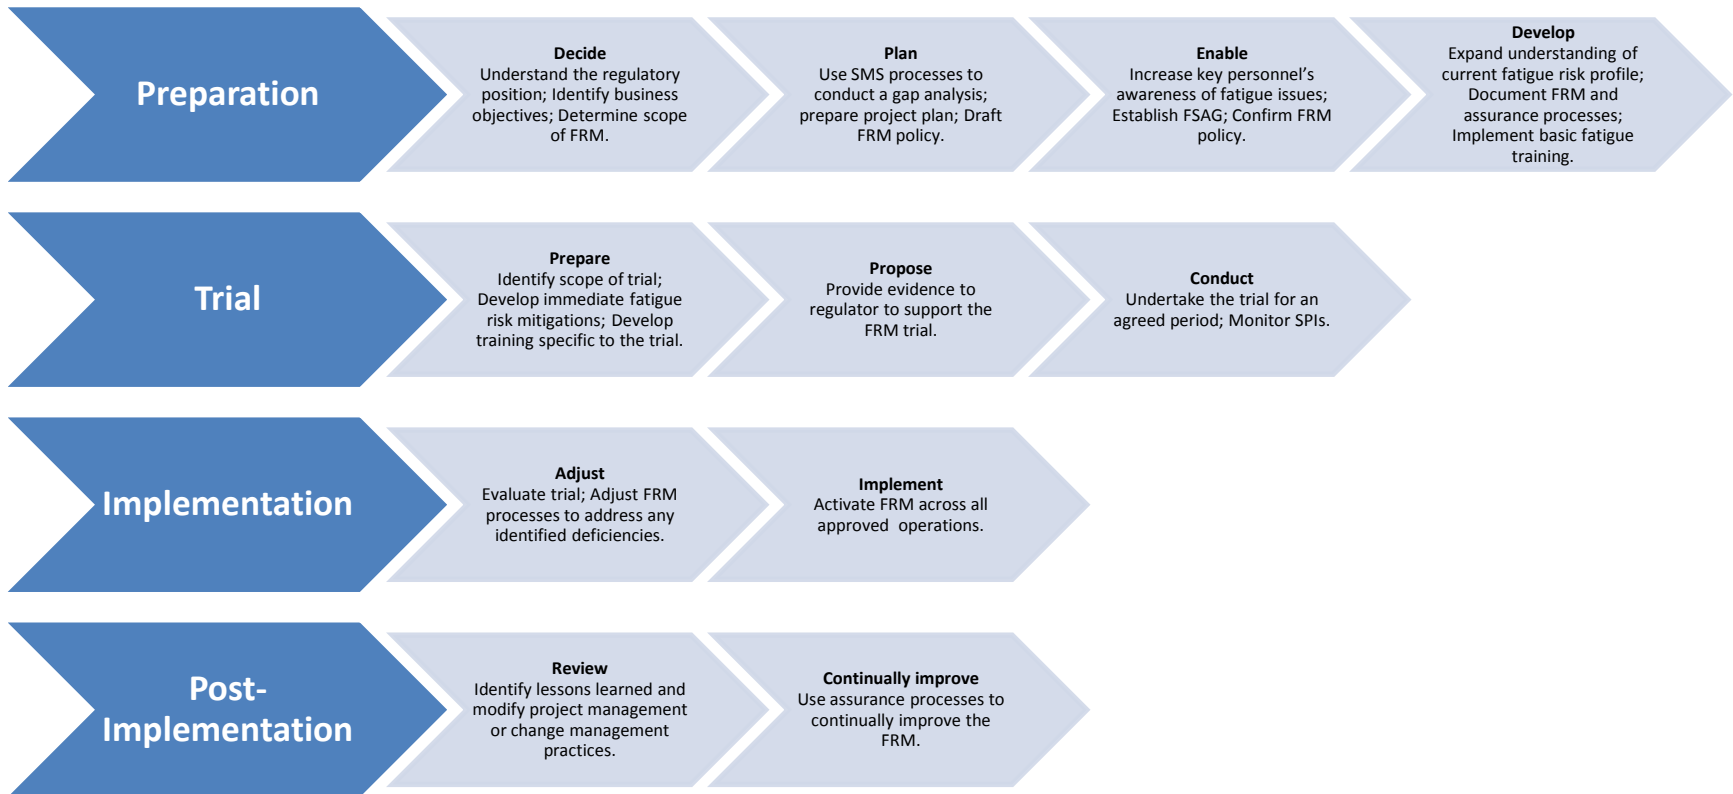 Preparation
Decide
Understand the regulatory
position; Identify business
objectives; Determine scope
of FRM.
Plan
Use SMS processes to
conduct a gap analysis;
prepare project plan; Draft
FRM policy.
Enable
Increase key personnel’s
awareness of fatigue issues;
Establish FSAG; Confirm FRM
policy.
Develop
Expand understanding of
current fatigue risk profile;
Document FRM and
assurance processes;
Implement basic fatigue
training.
Trial
Prepare
Identify scope of trial;
Develop immediate fatigue
risk mitigations; Develop
training specific to the trial.
Propose
Provide evidence to
regulator to support the
FRM trial.
Conduct
Undertake the trial for an
agreed period; Monitor SPIs.
Implementation
Adjust
Evaluate trial; Adjust FRM
processes to address any
identified deficiencies.
Implement
Activate FRM across all
approved  operations.
Post-
Implementation
Review
Identify lessons learned and
modify project management
or change management
practices.
Continually improve
Use assurance processes to
continually improve the
FRM.